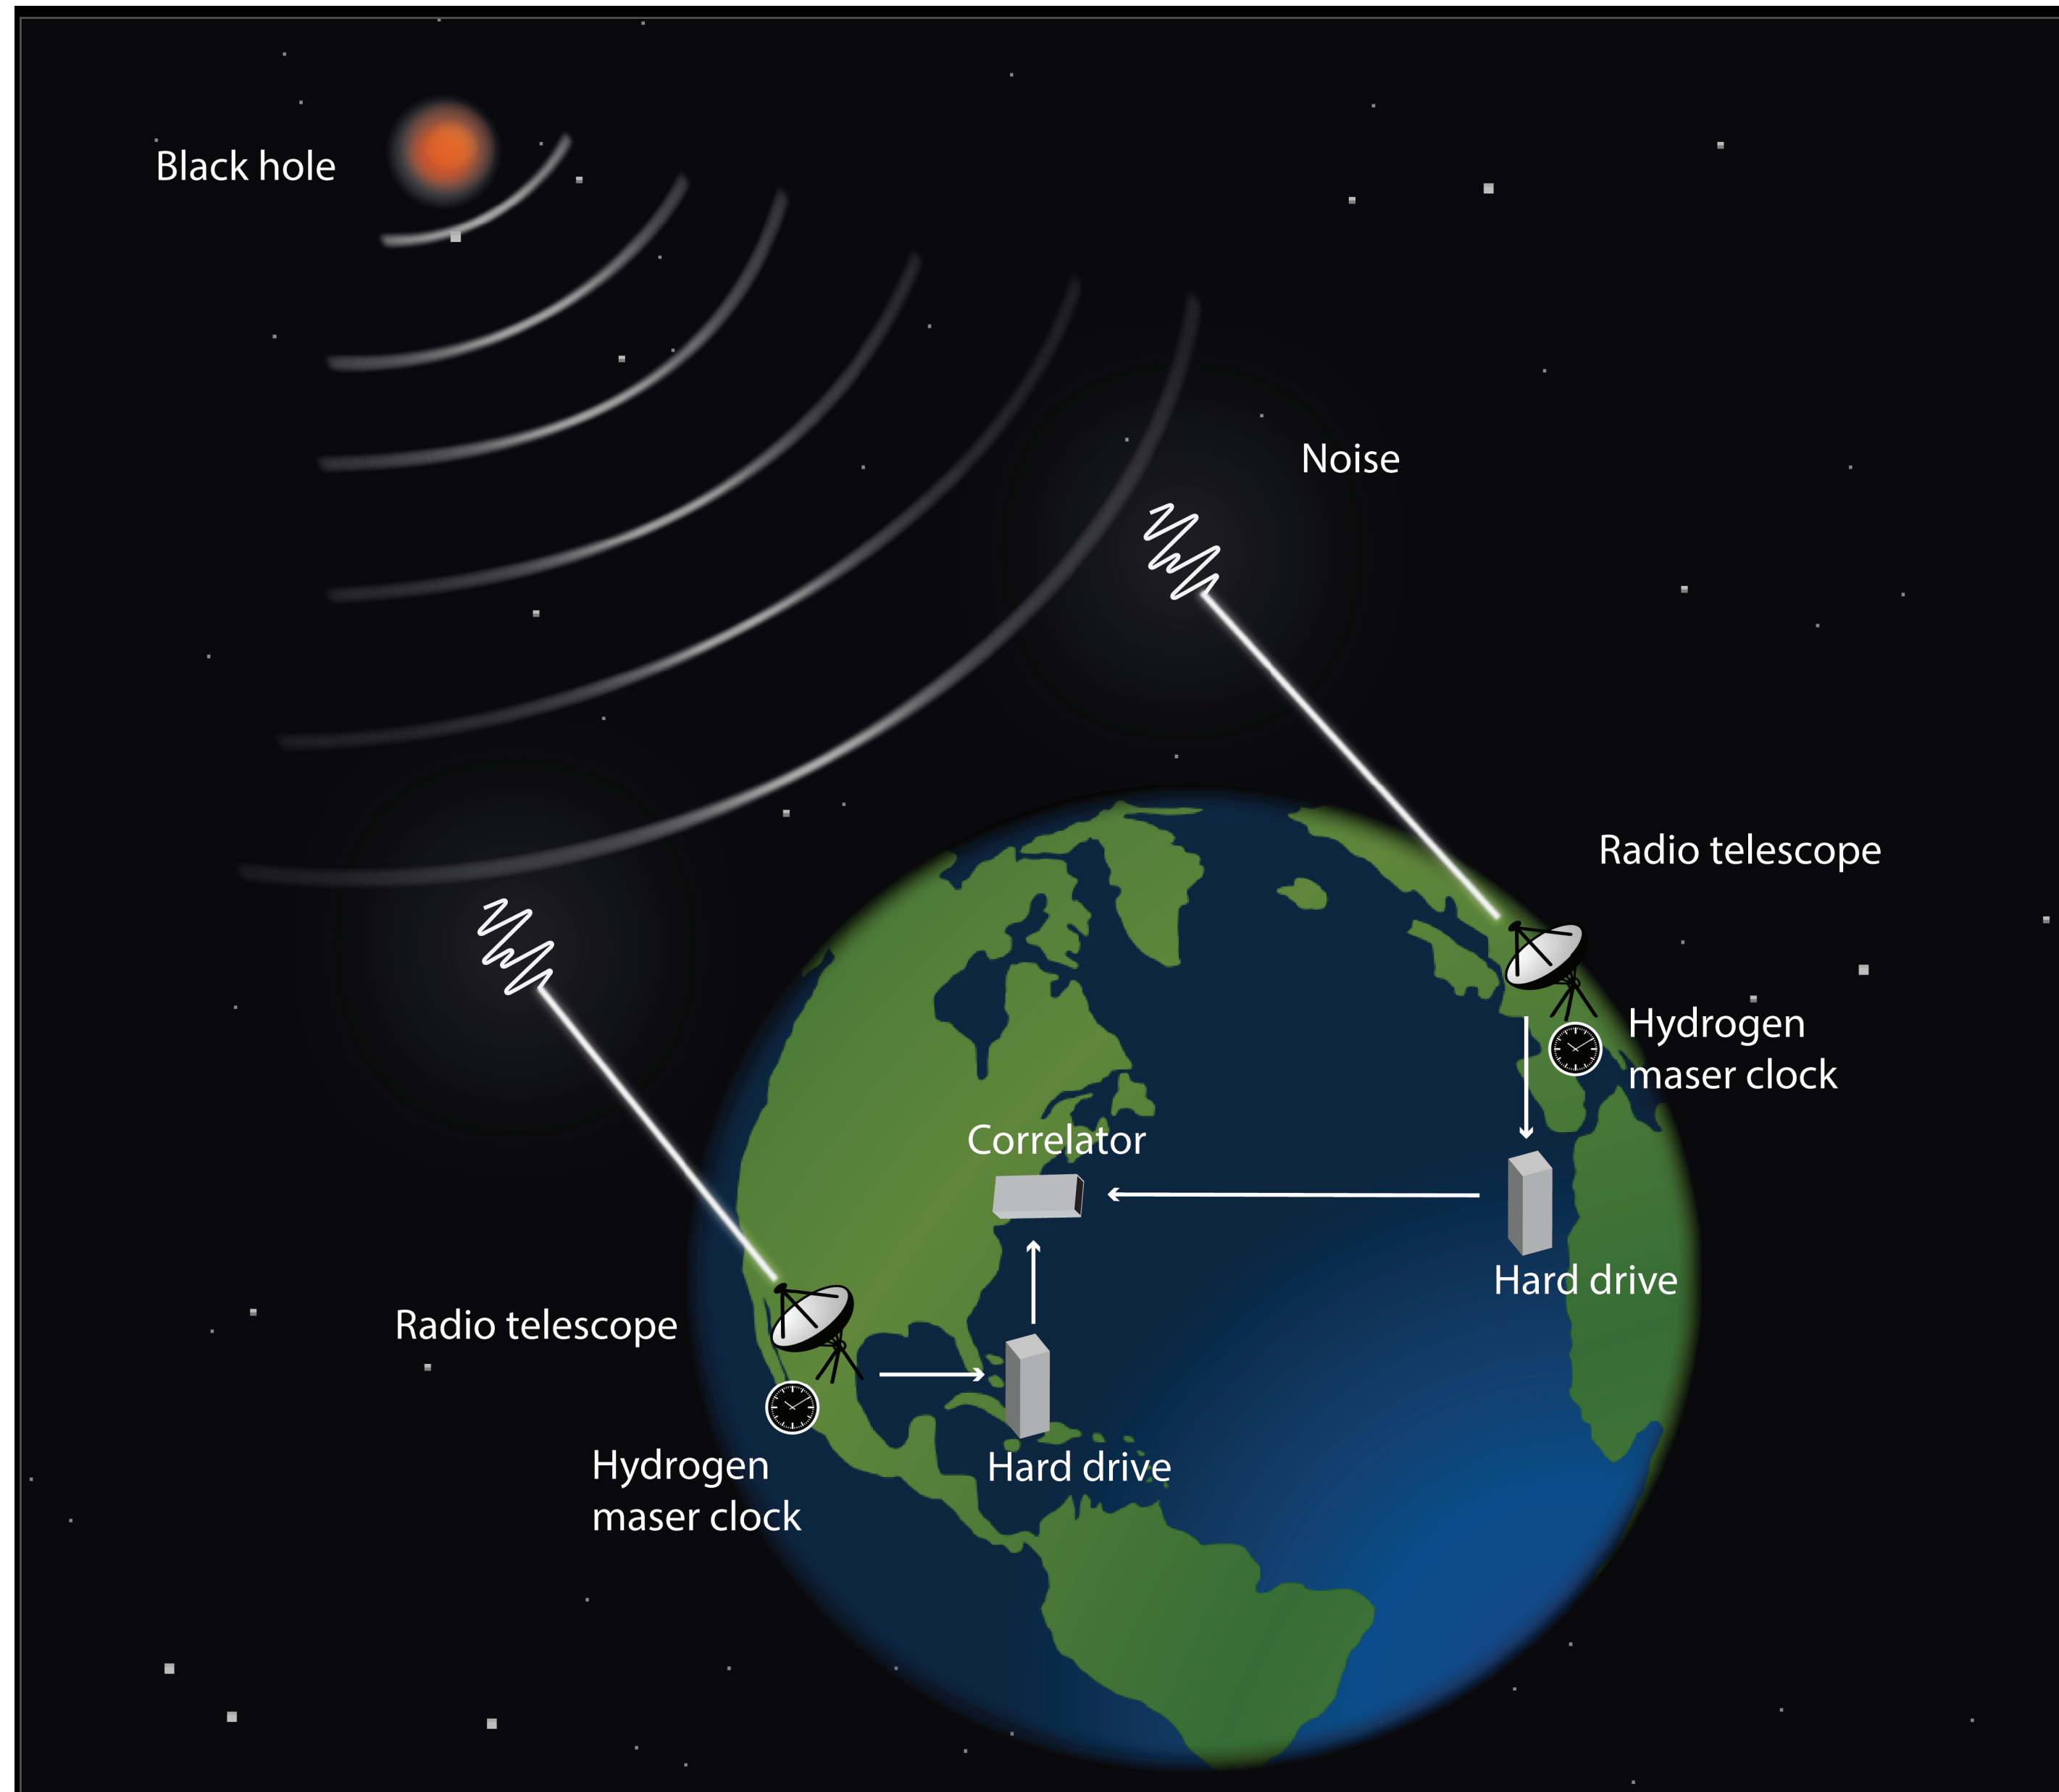 Black hole
Noise
Radio telescope
Hydrogen
maser clock
Correlator
Hard drive
Radio telescope
Hydrogen
maser clock
Hard drive